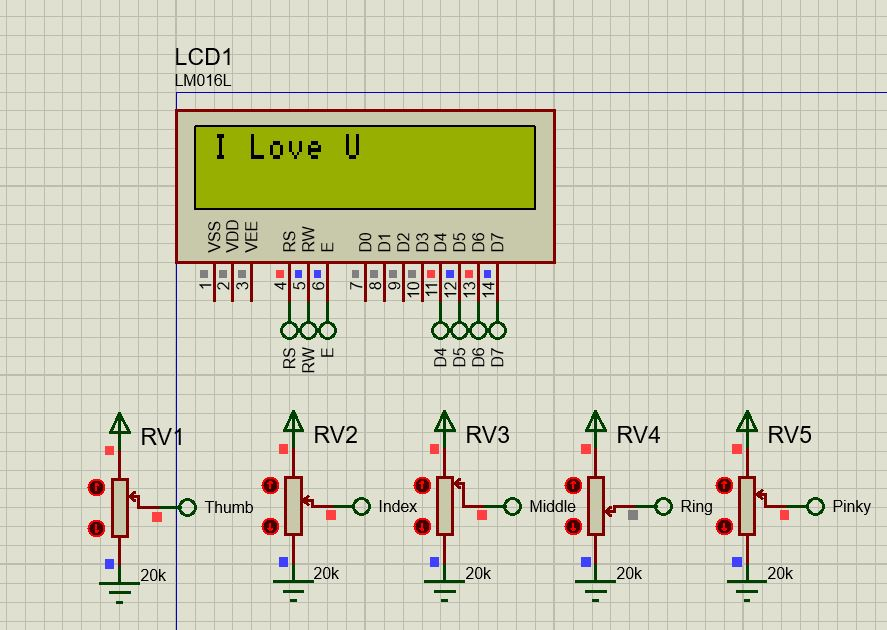 LCD1
LM016L
I Love U
VSS VDD VEE RS RW E D0 D1 D2 D3 D4 D5 D6 D7
1 2 3 4 5 6 7 8 9 10 11 12 13 14
RS RW E D4 D5 D6 D7
RV1 RV2 RV3 RV4 RV5
Thumb Index Middle Ring Pinky
20k 20k 20k 20k 20k